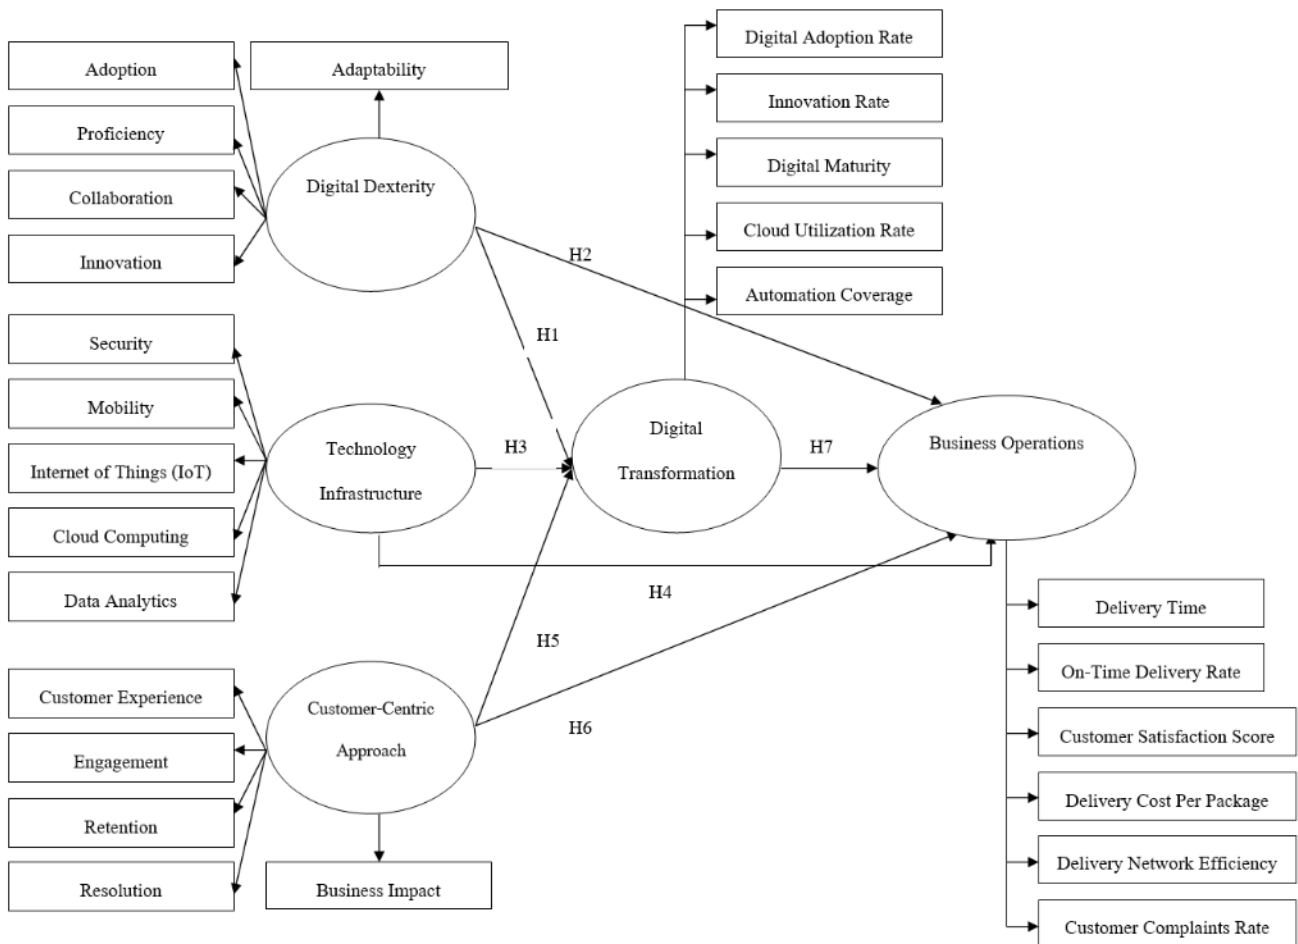 Digital Adoption Rate
Adoption
Adaptability
Innovation Rate
Proficiency
Digital Maturity
Digital Dexterity
Collaboration
Cloud Utilization Rate
Innovation
H2
Automation Coverage
Security
H1
Mobility
Digital
Transformation
Business Operations
Technology
Infrastructure
H3
H7
Internet of Things (IoT)
Cloud Computing
Data Analytics
H4
Delivery Time
H5
On-Time Delivery Rate
Customer Experience
Customer-Centric
Approach
H6
Customer Satisfaction Score
Engagement
Delivery Cost Per Package
Retention
Delivery Network Efficiency
Resolution
Business Impact
Customer Complaints Rate